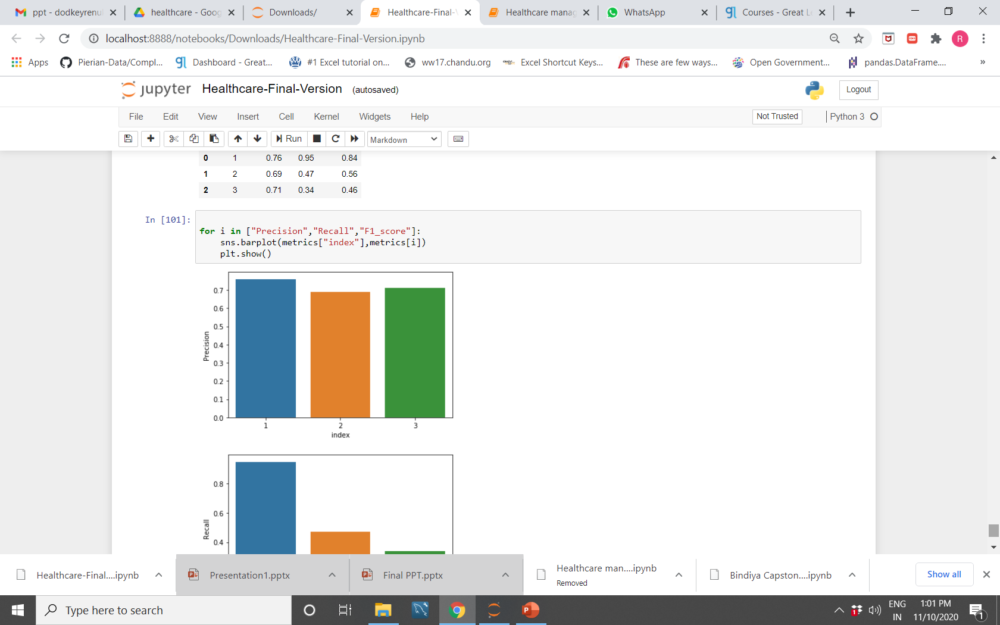 ppt - dodkeyrenu
healthcare - Goog
Downloads/
Healthcare-Final-V
Healthcare manag
WhatsApp
Courses - Great Le
localhost:8888/notebooks/Downloads/Healthcare-Final-Version.ipynb
R
Apps
Pierian-Data/Compl...
Dashboard - Great...
#1 Excel tutorial on...
ww17.chandu.org
Excel Shortcut Keys...
These are few ways...
Open Government...
pandas.DataFrame....
»
jupyter Healthcare-Final-Version (autosaved)
Logout
File Edit View Insert Cell Kernel Widgets Help
Not Trusted
Python 3
Run
Markdown
0 1 0.76 0.95 0.84
1 2 0.69 0.47 0.56
2 3 0.71 0.34 0.46
In [101]:
for i in ["Precision","Recall","F1_score"]:
    sns.barplot(metrics["index"],metrics[i])
    plt.show()
0.7
0.6
0.5
0.4
0.3
0.2
0.1
0.0
Precision
1 2 3
index
0.8
0.6
0.4
Recall
Healthcare-Final....ipynb
Presentation1.pptx
Final PPT.pptx
Healthcare man....ipynb
Removed
Bindiya Capston....ipynb
Show all
Type here to search
1
ENG
IN
1:01 PM
11/10/2020
1